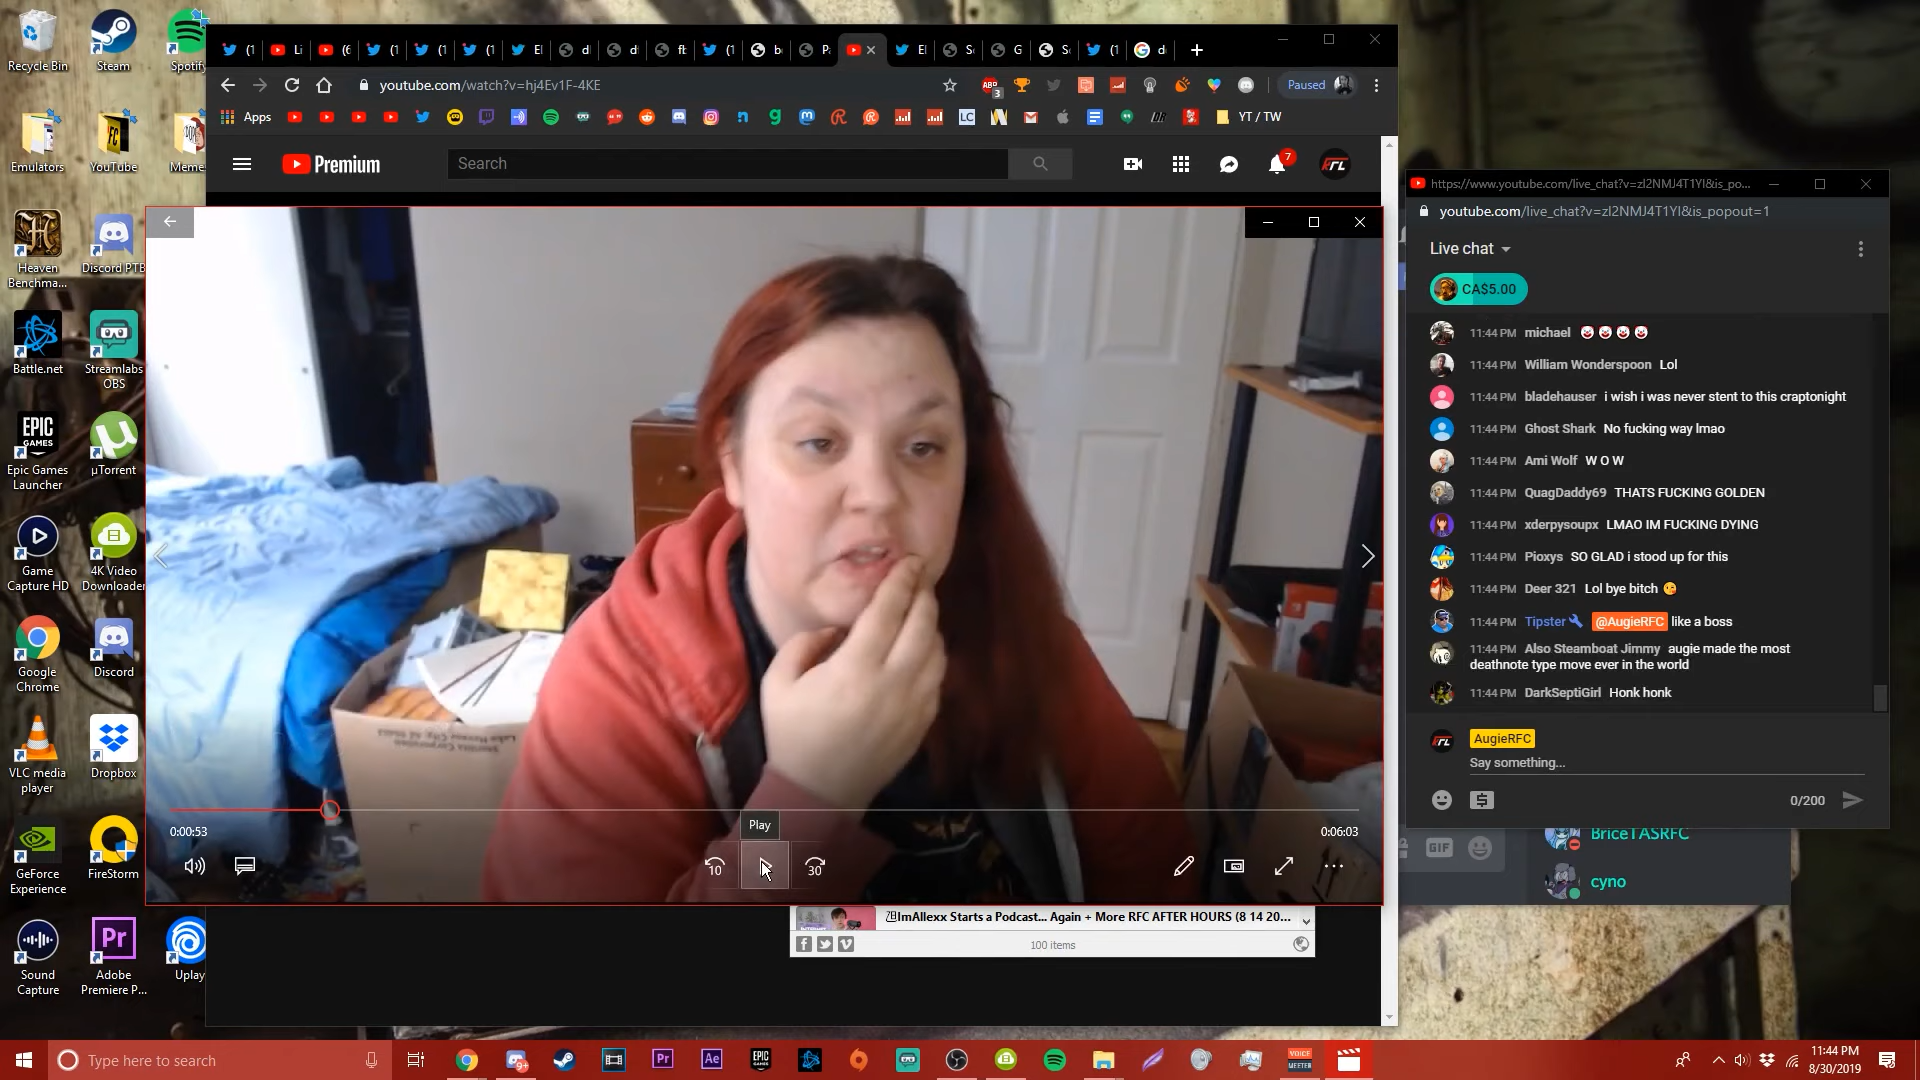 Recycle Bin
Steam
Spotify
Emulators
YouTube
Meme
Heaven Benchma...
Discord PTB
Battle.net
Streamlabs OBS
Epic Games Launcher
µTorrent
Game Capture HD
4K Video Downloader
Google Chrome
Discord
VLC media player
Dropbox
GeForce Experience
FireStorm
Sound Capture
Adobe Premiere P...
Uplay
youtube.com/watch?v=hj4Ev1F-4KE
Paused
Apps
YT / TW
Premium
Search
7
0:00:53
Play
0:06:03
10
30
ImAllexx Starts a Podcast... Again + More RFC AFTER HOURS (8 14 20...
100 items
https://www.youtube.com/live_chat?v=zl2NMJ4T1YI&is_po...
youtube.com/live_chat?v=zl2NMJ4T1YI&is_popout=1
Live chat
CA$5.00
11:44 PM michael 🤡🤡🤡🤡
11:44 PM William Wonderspoon Lol
11:44 PM bladehauser i wish i was never stent to this craptonight
11:44 PM Ghost Shark No fucking way lmao
11:44 PM Ami Wolf W O W
11:44 PM QuagDaddy69 THATS FUCKING GOLDEN
11:44 PM xderpysoupx LMAO IM FUCKING DYING
11:44 PM Pioxys SO GLAD i stood up for this
11:44 PM Deer 321 Lol bye bitch 😘
11:44 PM Tipster @AugieRFC like a boss
11:44 PM Also Steamboat Jimmy augie made the most
deathnote type move ever in the world
11:44 PM DarkSeptiGirl Honk honk
AugieRFC
Say something...
0/200
GIF
BriceTASRFC
cyno
Type here to search
11:44 PM
8/30/2019